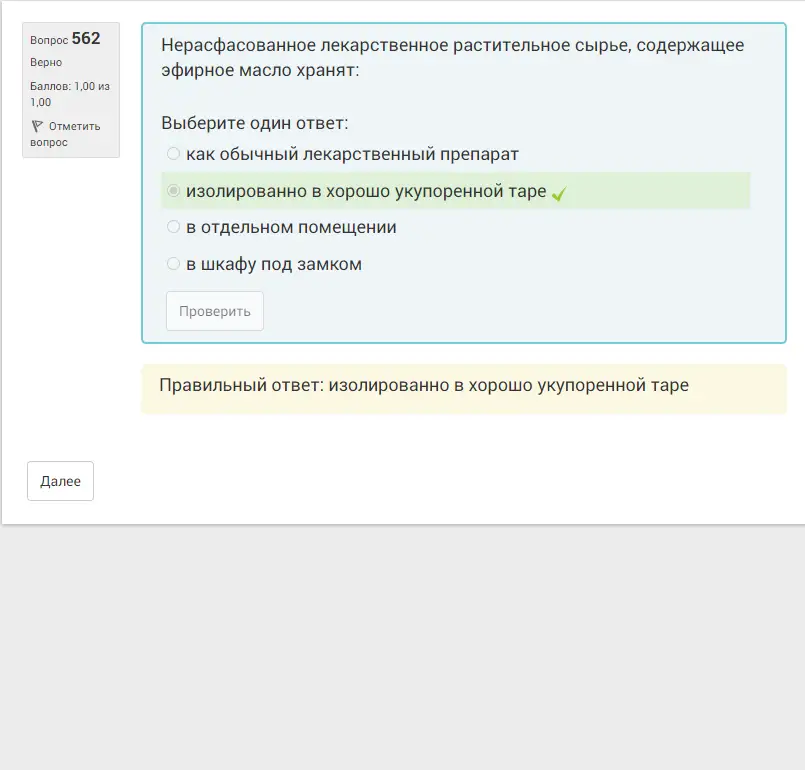 Вопрос 562
Верно
Баллов: 1,00 из
1,00
Отметить
вопрос
Нерасфасованное лекарственное растительное сырье, содержащее
эфирное масло хранят:
Выберите один ответ:
как обычный лекарственный препарат
изолированно в хорошо укупоренной таре
в отдельном помещении
в шкафу под замком
Проверить
Правильный ответ: изолированно в хорошо укупоренной таре
Далее